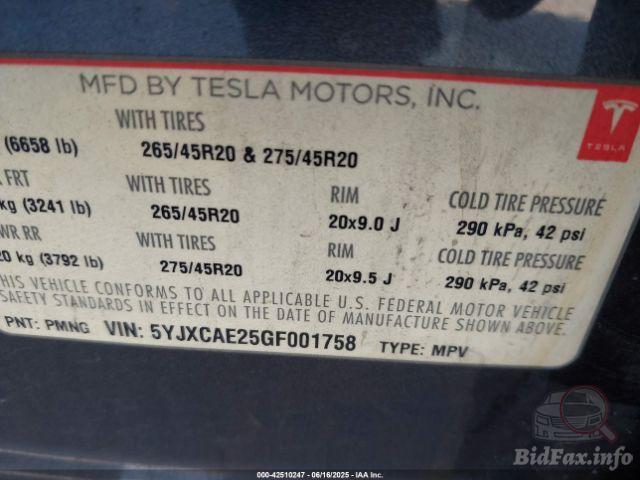 MFD BY TESLA MOTORS, INC.
TESLA
WITH TIRES
(6658 lb) 265/45R20 & 275/45R20
FRT WITH TIRES RIM COLD TIRE PRESSURE
kg (3241 lb) 265/45R20 20x9.0 J 290 kPa, 42 psi
WR RR WITH TIRES RIM COLD TIRE PRESSURE
20 kg (3792 lb) 275/45R20 20x9.5 J 290 kPa, 42 psi
THIS VEHICLE CONFORMS TO ALL APPLICABLE U.S. FEDERAL MOTOR VEHICLE
SAFETY STANDARDS IN EFFECT ON THE DATE OF MANUFACTURE SHOWN ABOVE.
PNT: PMNG VIN: 5YJXCAE25GF001758 TYPE: MPV
BidFax.info
000-42510247 - 06/16/2025 - IAA Inc.